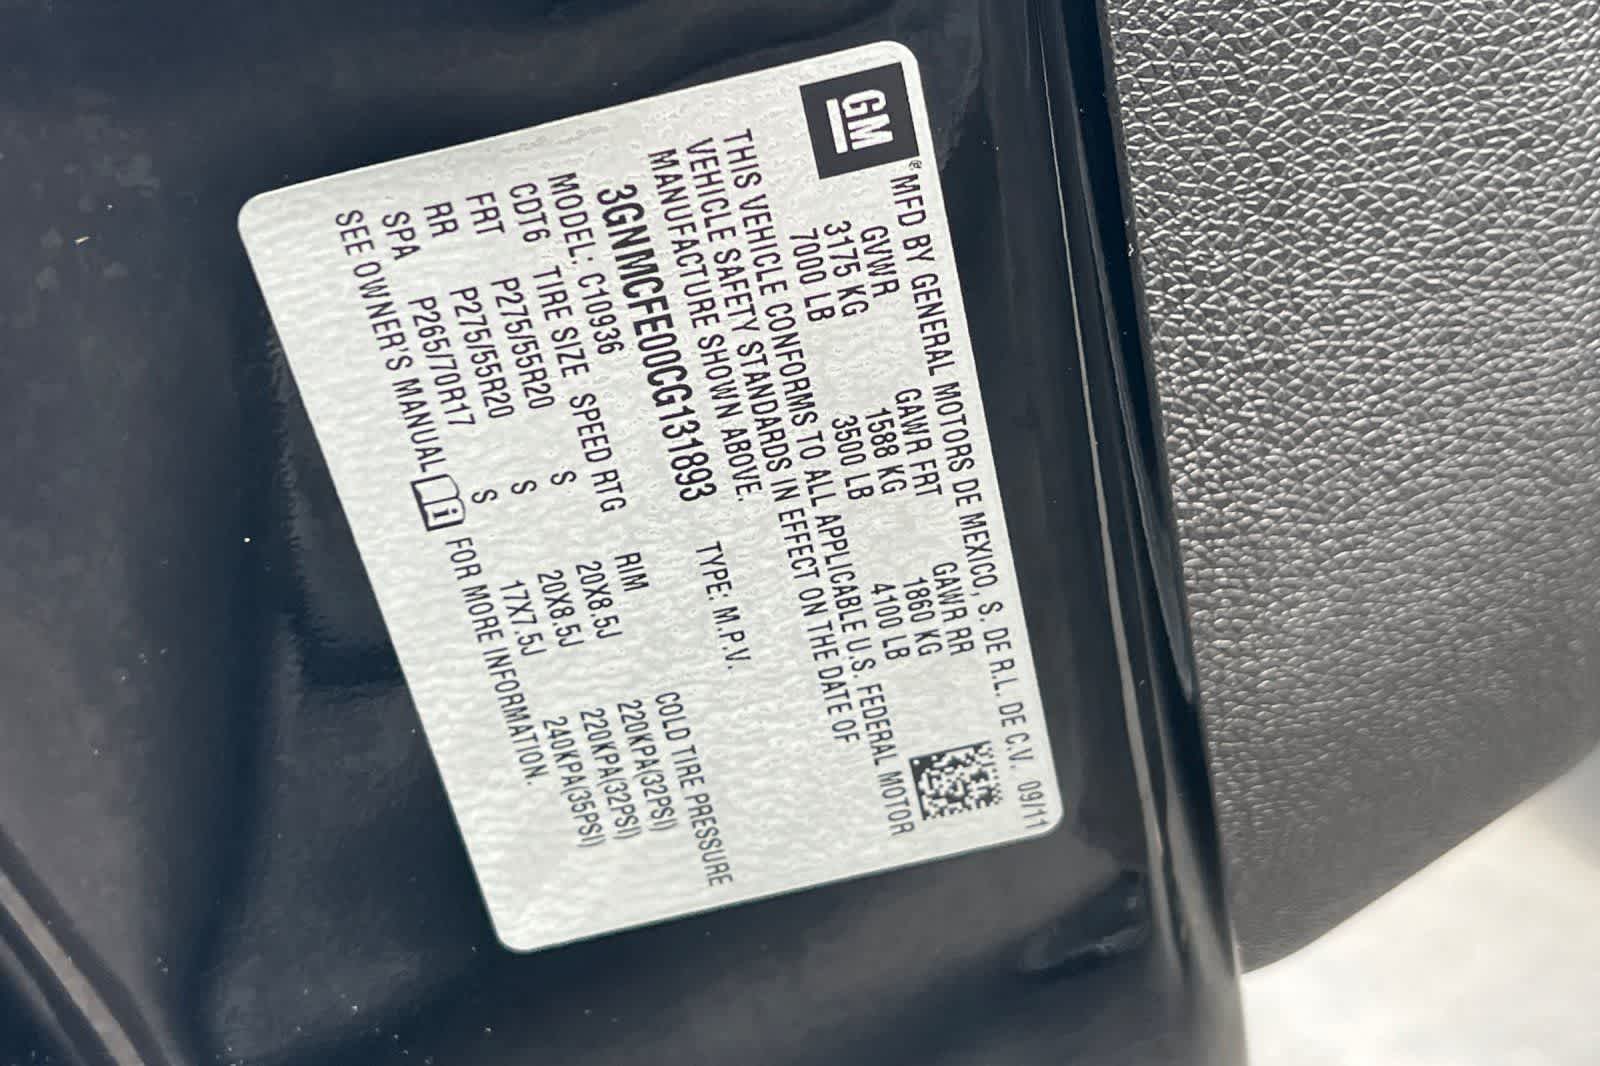 GM
® MFD BY GENERAL MOTORS DE MEXICO, S. DE R.L. DE C.V. 09/11
GVWR GAWR FRT GAWR RR
3175 KG 1588 KG 1860 KG
7000 LB 3500 LB 4100 LB
THIS VEHICLE CONFORMS TO ALL APPLICABLE U.S. FEDERAL MOTOR
VEHICLE SAFETY STANDARDS IN EFFECT ON THE DATE OF
MANUFACTURE SHOWN ABOVE.
3GNMCFE00CG131893 TYPE: M.P.V.
MODEL: C10936
CDT6 TIRE SIZE SPEED RTG RIM COLD TIRE PRESSURE
FRT P275/55R20 S 20X8.5J 220KPA(32PSI)
RR P275/55R20 S 20X8.5J 220KPA(32PSI)
SPA P265/70R17 S 17X7.5J 240KPA(35PSI)
SEE OWNER'S MANUAL i FOR MORE INFORMATION.